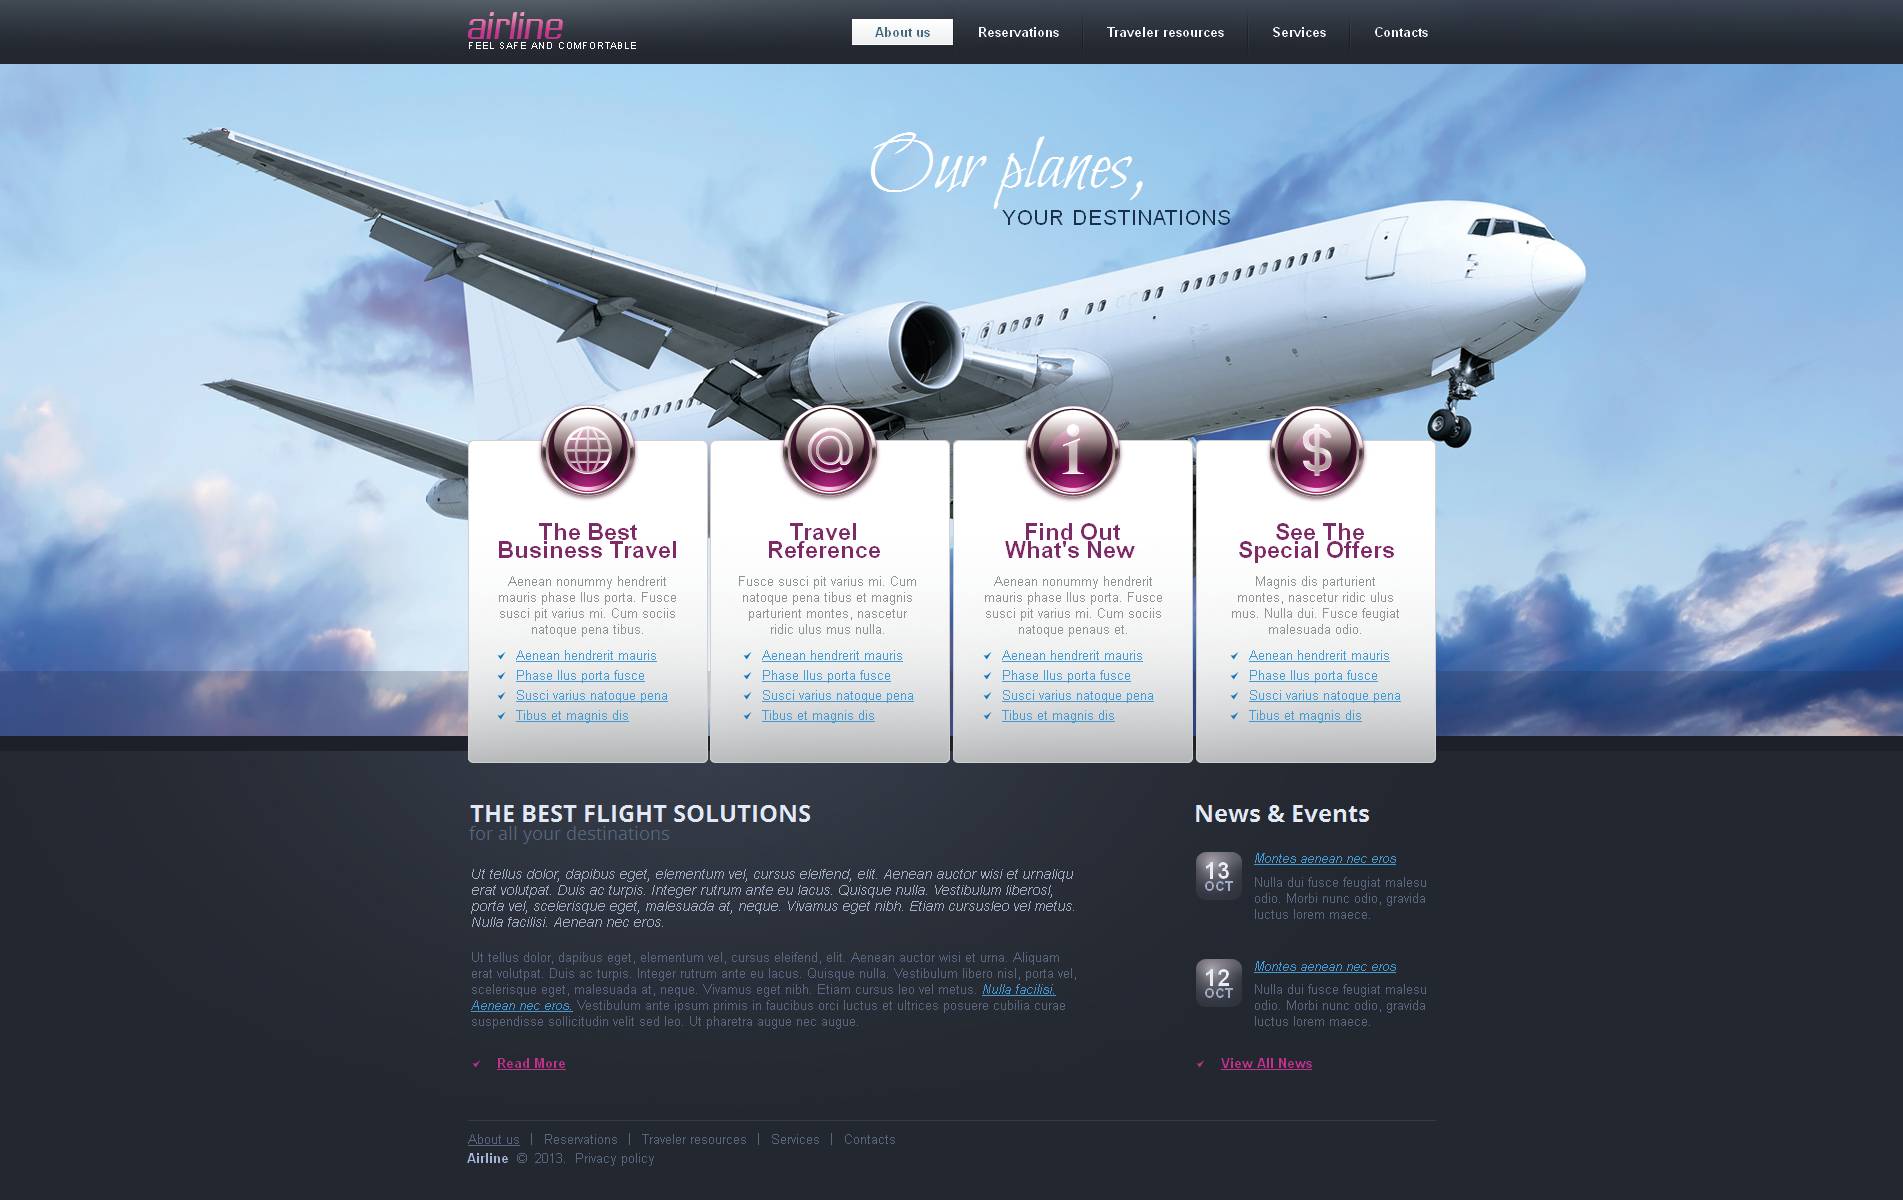 airline
FEEL SAFE AND COMFORTABLE
About us
Reservations
Traveler resources
Services
Contacts
Our planes,
YOUR DESTINATIONS
The Best
Business Travel
Aenean nonummy hendrerit
mauris phase llus porta. Fusce
susci pit varius mi. Cum sociis
natoque pena tibus.
Aenean hendrerit mauris
Phase llus porta fusce
Susci varius natoque pena
Tibus et magnis dis
Travel
Reference
Fusce susci pit varius mi. Cum
natoque pena tibus et magnis
parturient montes, nascetur
ridic ulus mus nulla.
Aenean hendrerit mauris
Phase llus porta fusce
Susci varius natoque pena
Tibus et magnis dis
Find Out
What's New
Aenean nonummy hendrerit
mauris phase llus porta. Fusce
susci pit varius mi. Cum sociis
natoque penaus et.
Aenean hendrerit mauris
Phase llus porta fusce
Susci varius natoque pena
Tibus et magnis dis
See The
Special Offers
Magnis dis parturient
montes, nascetur ridic ulus
mus. Nulla dui. Fusce feugiat
malesuada odio.
Aenean hendrerit mauris
Phase llus porta fusce
Susci varius natoque pena
Tibus et magnis dis
THE BEST FLIGHT SOLUTIONS
for all your destinations
Ut tellus dolor, dapibus eget, elementum vel, cursus eleifend, elit. Aenean auctor wisi et urnaliqu
erat volutpat. Duis ac turpis. Integer rutrum ante eu lacus. Quisque nulla. Vestibulum liberosl,
porta vel, scelerisque eget, malesuada at, neque. Vivamus eget nibh. Etiam cursusleo vel metus.
Nulla facilisi. Aenean nec eros.
Ut tellus dolor, dapibus eget, elementum vel, cursus eleifend, elit. Aenean auctor wisi et urna. Aliquam
erat volutpat. Duis ac turpis. Integer rutrum ante eu lacus. Quisque nulla. Vestibulum libero nisl, porta vel,
scelerisque eget, malesuada at, neque. Vivamus eget nibh. Etiam cursus leo vel metus. Nulla facilisi.
Aenean nec eros. Vestibulum ante ipsum primis in faucibus orci luctus et ultrices posuere cubilia curae
suspendisse sollicitudin velit sed leo. Ut pharetra augue nec augue.
Read More
News & Events
13
OCT
Montes aenean nec eros
Nulla dui fusce feugiat malesu
odio. Morbi nunc odio, gravida
luctus lorem maece.
12
OCT
Montes aenean nec eros
Nulla dui fusce feugiat malesu
odio. Morbi nunc odio, gravida
luctus lorem maece.
View All News
About us | Reservations | Traveler resources | Services | Contacts
Airline © 2013. Privacy policy